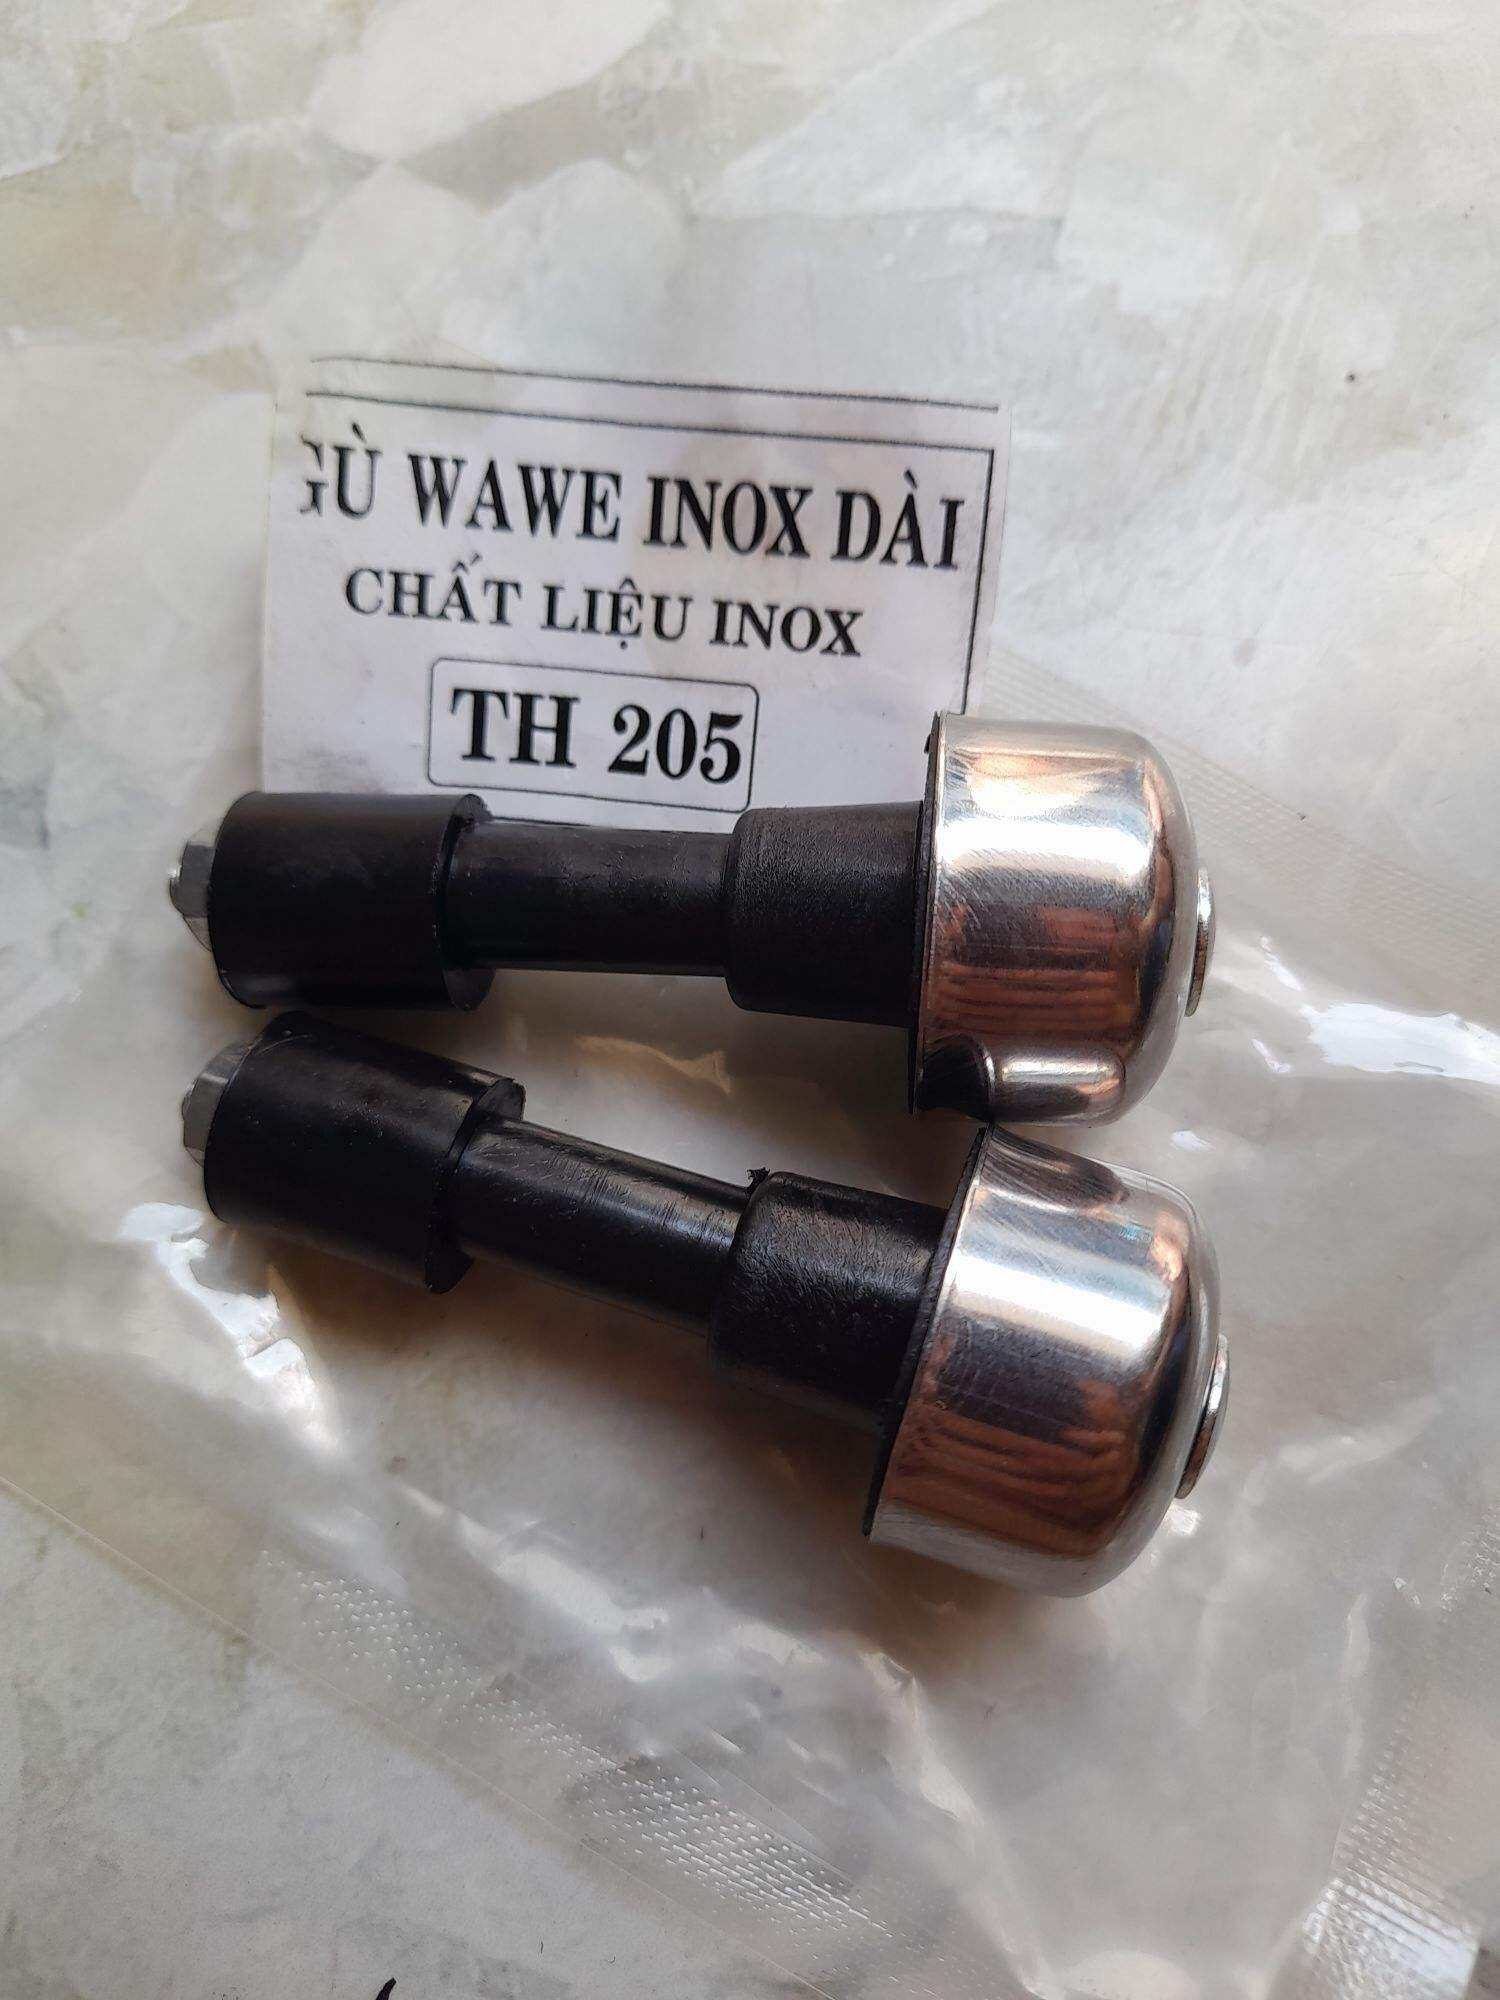 GÙ WAWE INOX DÀI
CHẤT LIỆU INOX
TH 205